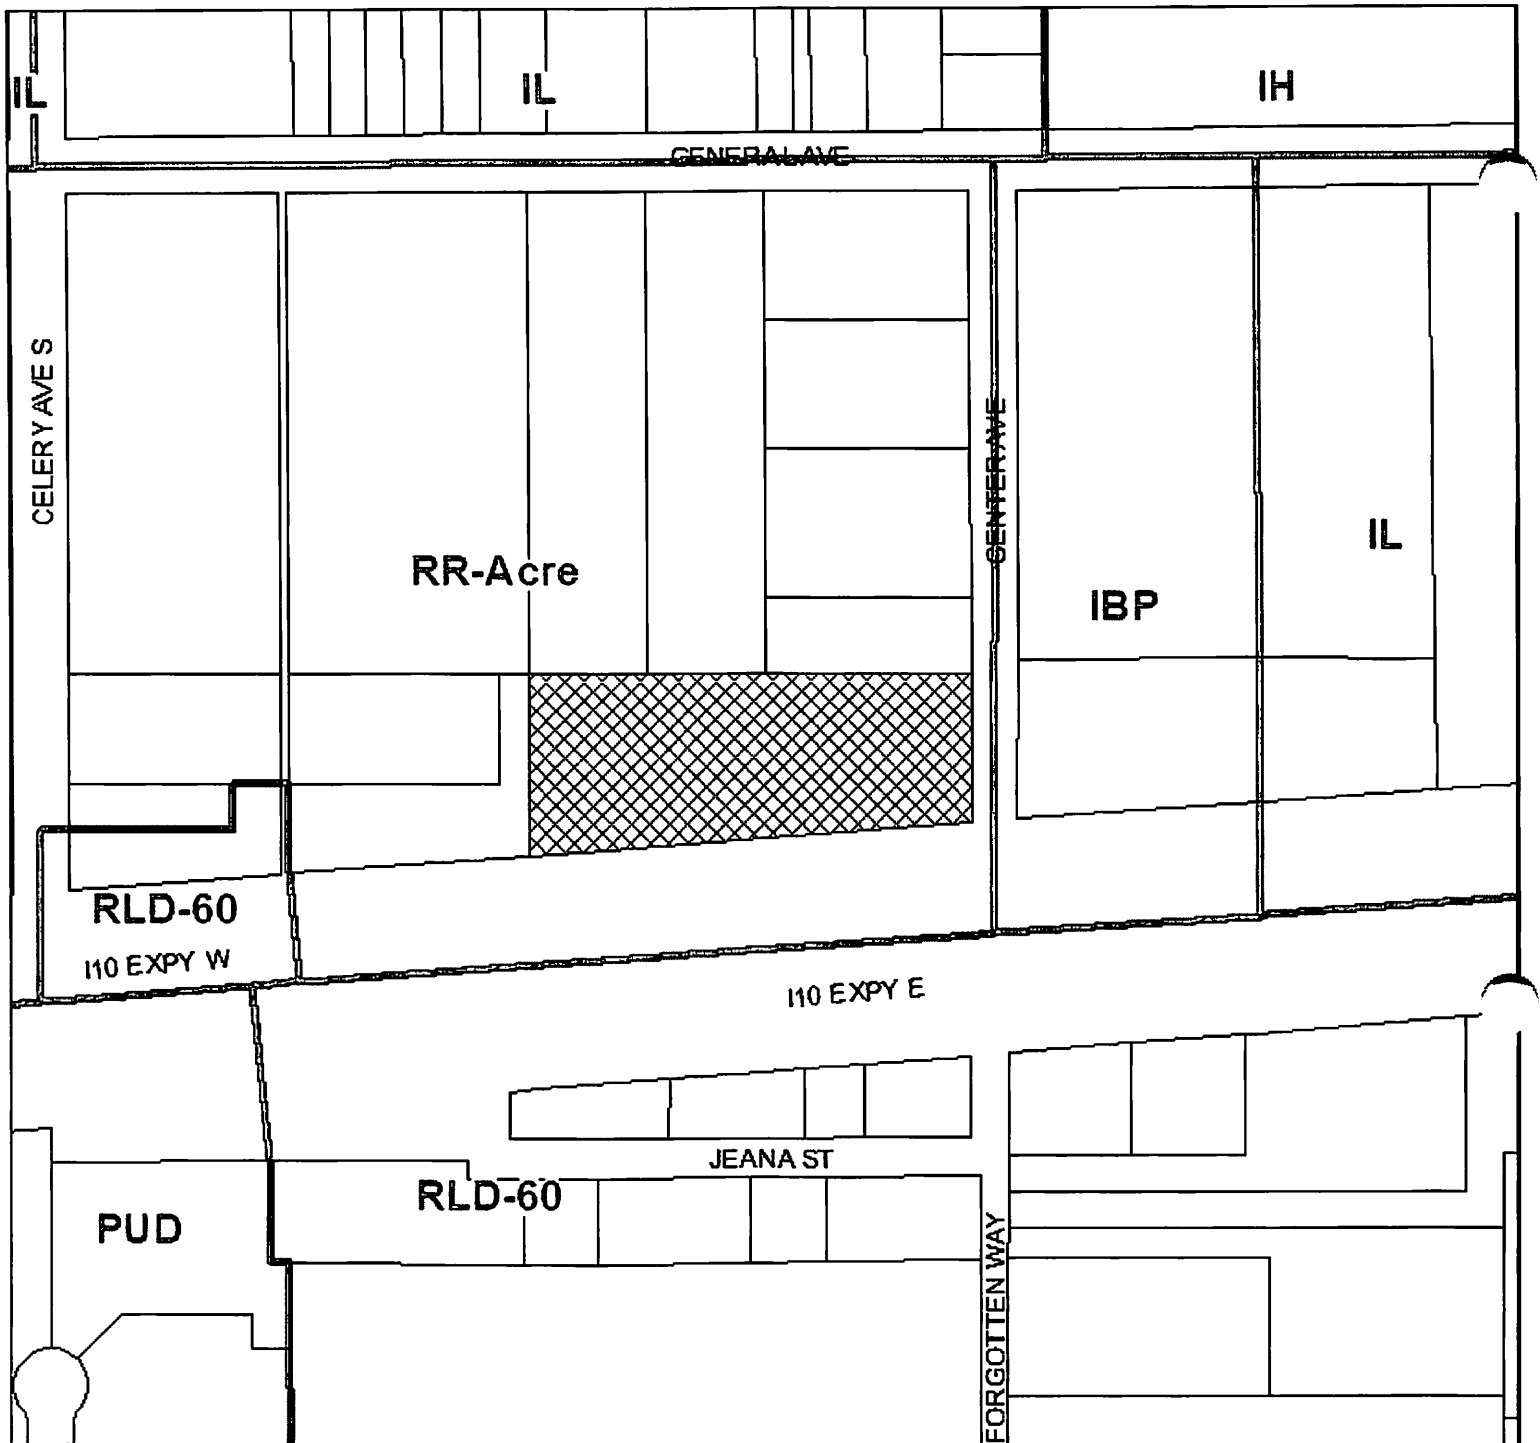 IL
IL
IH
GENERAL AVE
CELERY AVE S
CENTER AVE
IL
RR-Acre
IBP
RLD-60
I10 EXPY W
I10 EXPY E
JEANA ST
RLD-60
PUD
FORGOTTEN WAY